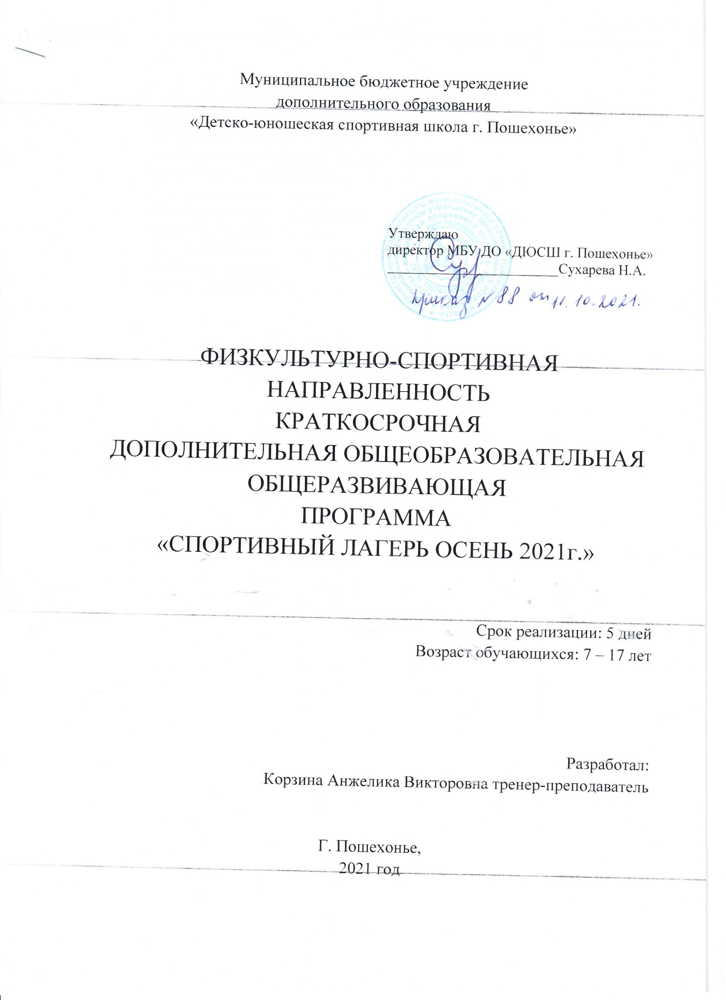 Муниципальное бюджетное учреждение
дополнительного образования
«Детско-юношеская спортивная школа г. Пошехонье»
Утверждаю
директор МБУ ДО «ДЮСШ г. Пошехонье»
Сухарева Н.А.
приказ № 88 от 11.10.2021.
ФИЗКУЛЬТУРНО-СПОРТИВНАЯ
НАПРАВЛЕННОСТЬ
КРАТКОСРОЧНАЯ
ДОПОЛНИТЕЛЬНАЯ ОБЩЕОБРАЗОВАТЕЛЬНАЯ
ОБЩЕРАЗВИВАЮЩАЯ
ПРОГРАММА
«СПОРТИВНЫЙ ЛАГЕРЬ ОСЕНЬ 2021г.»
Срок реализации: 5 дней
Возраст обучающихся: 7 – 17 лет
Разработал:
Корзина Анжелика Викторовна тренер-преподаватель
Г. Пошехонье,
2021 год